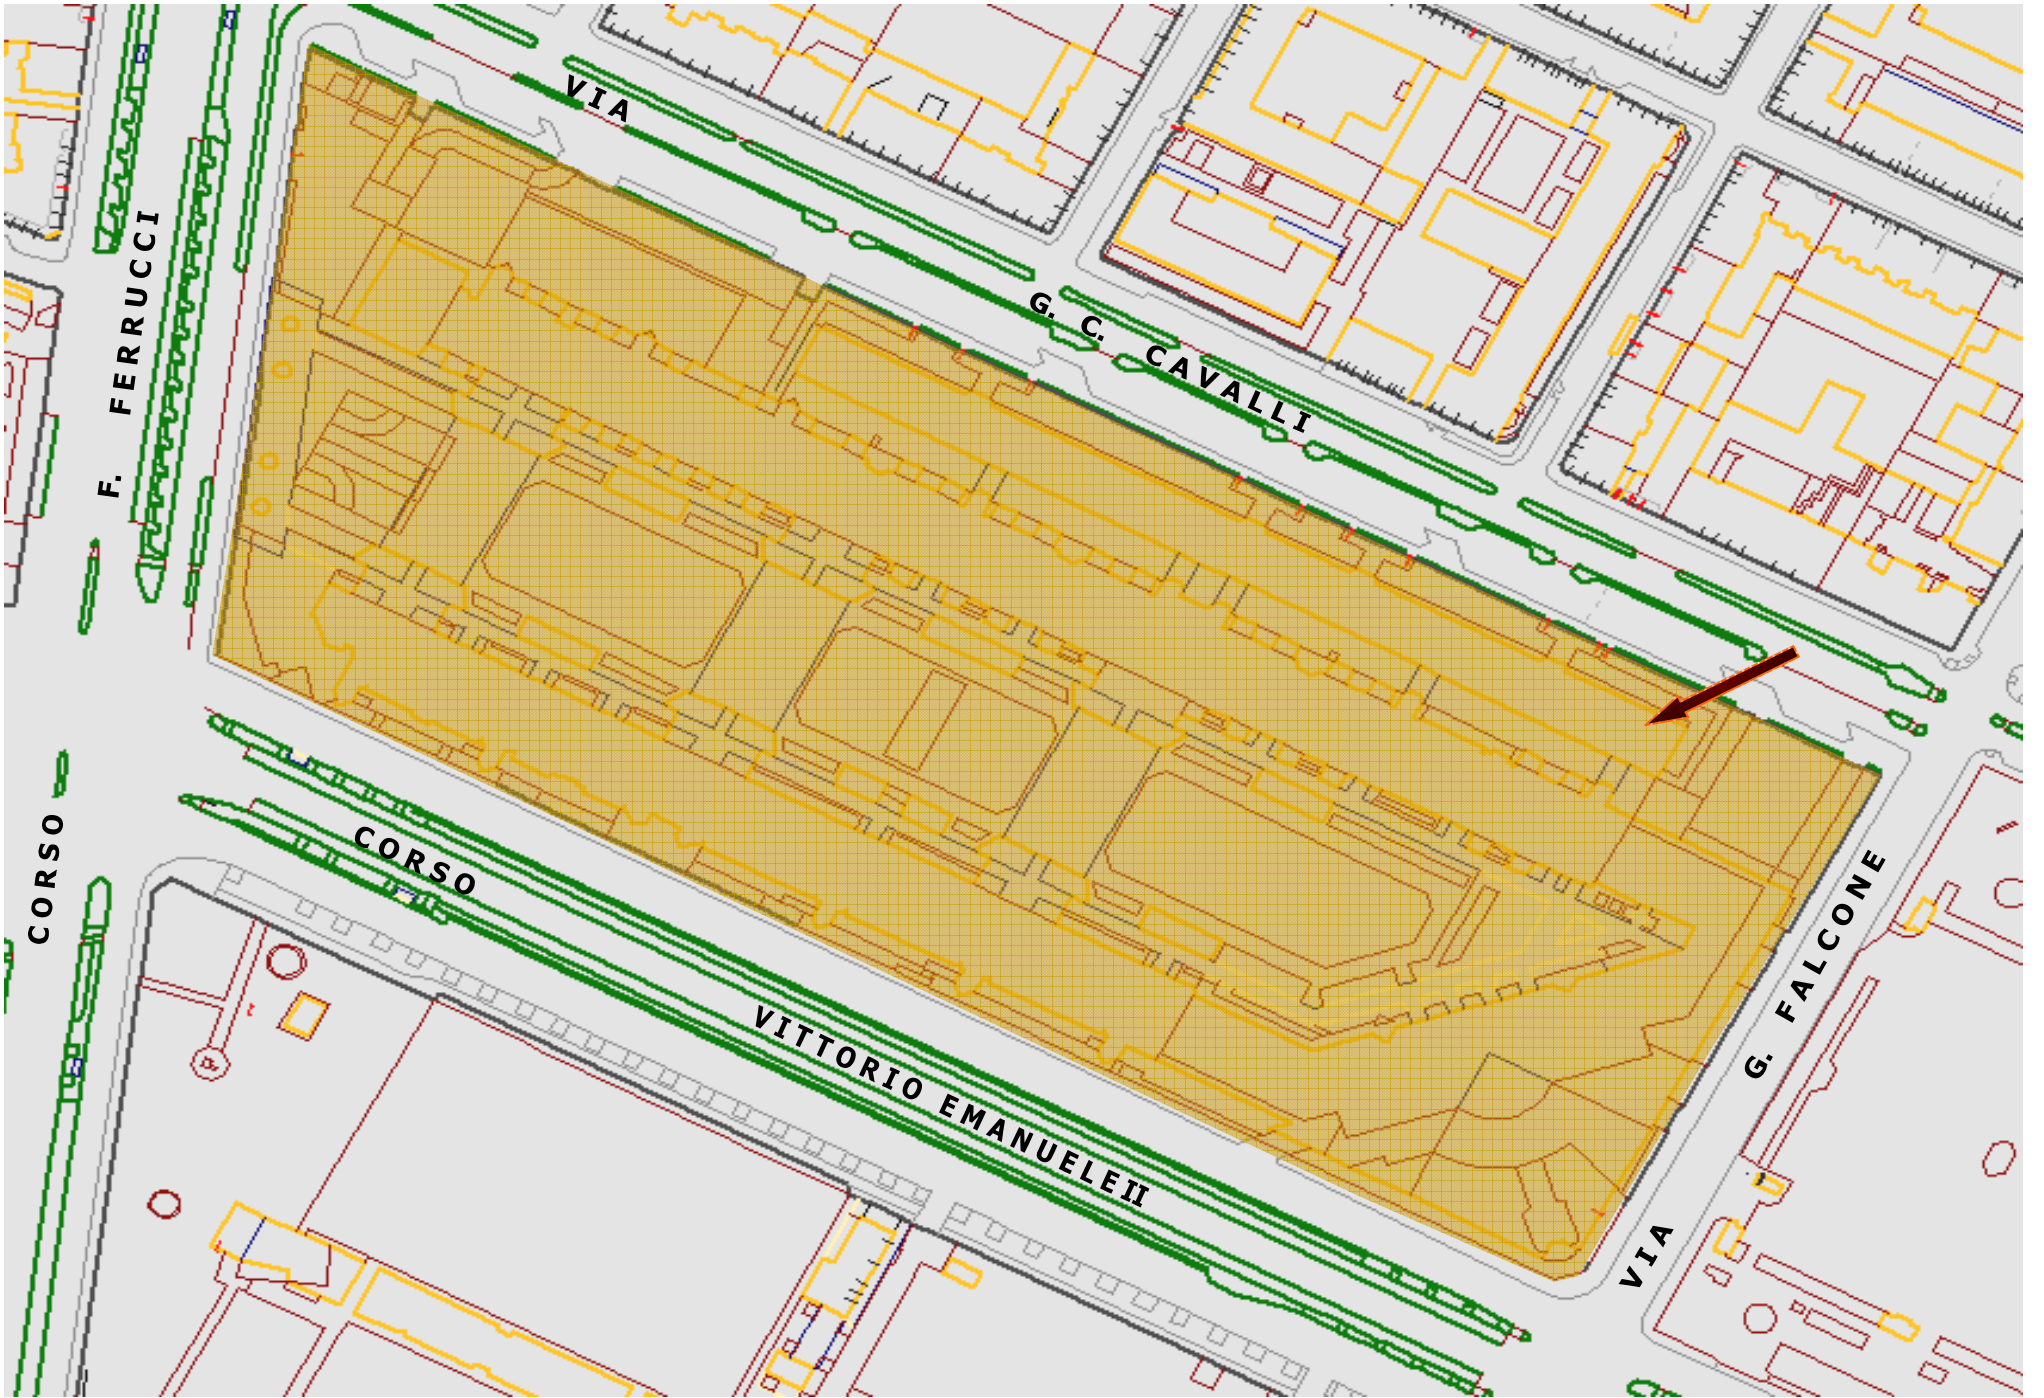 VIA
G. C. CAVALLI
CORSO F. FERRUCCI
CORSO
VITTORIO EMANUELE II
VIA G. FALCONE